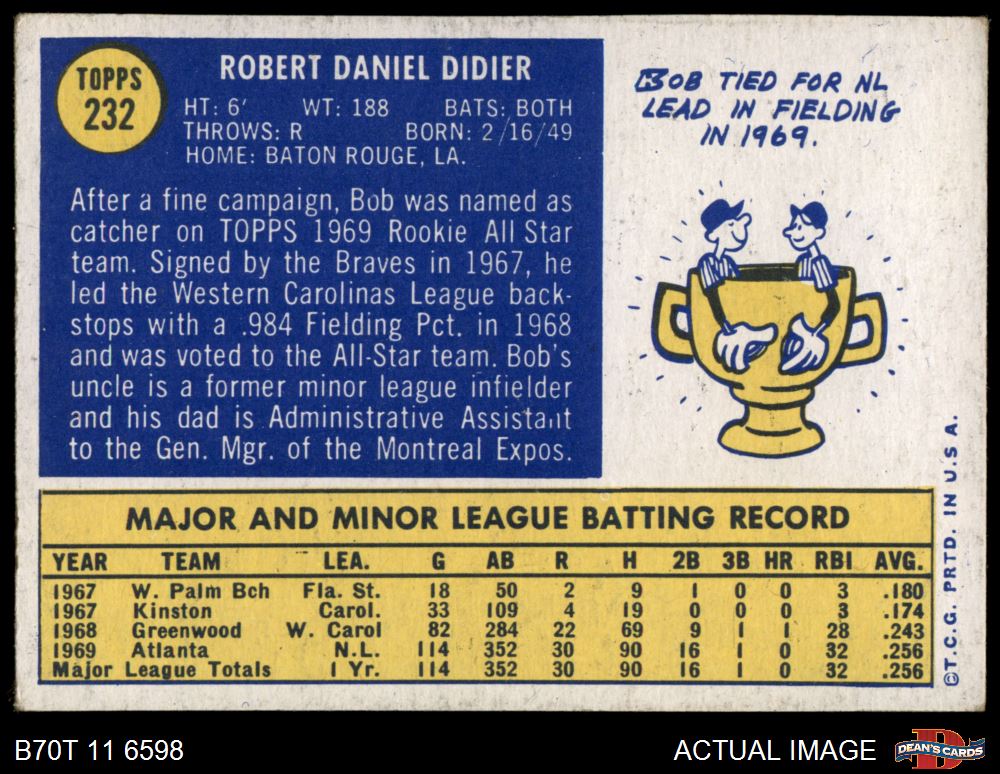 TOPPS
232
ROBERT DANIEL DIDIER
HT: 6' WT: 188 BATS: BOTH
THROWS: R BORN: 2/16/49
HOME: BATON ROUGE, LA.
After a fine campaign, Bob was named as
catcher on TOPPS 1969 Rookie All Star
team. Signed by the Braves in 1967, he
led the Western Carolinas League back-
stops with a .984 Fielding Pct. in 1968
and was voted to the All-Star team. Bob's
uncle is a former minor league infielder
and his dad is Administrative Assistant
to the Gen. Mgr. of the Montreal Expos.
BOB TIED FOR NL
LEAD IN FIELDING
IN 1969.
MAJOR AND MINOR LEAGUE BATTING RECORD
YEAR TEAM LEA. G AB R H 2B 3B HR RBI AVG.
1967 W. Palm Bch Fla. St. 18 50 2 9 1 0 0 3 .180
1967 Kinston Carol. 33 109 4 19 0 0 0 3 .174
1968 Greenwood W. Carol 82 284 22 69 9 1 1 28 .243
1969 Atlanta N.L. 114 352 30 90 16 1 0 32 .256
Major League Totals 1 Yr. 114 352 30 90 16 1 0 32 .256
©T.C.G. PRTD. IN U.S A.
B70T 11 6598
ACTUAL IMAGE
DEAN'S CARDS